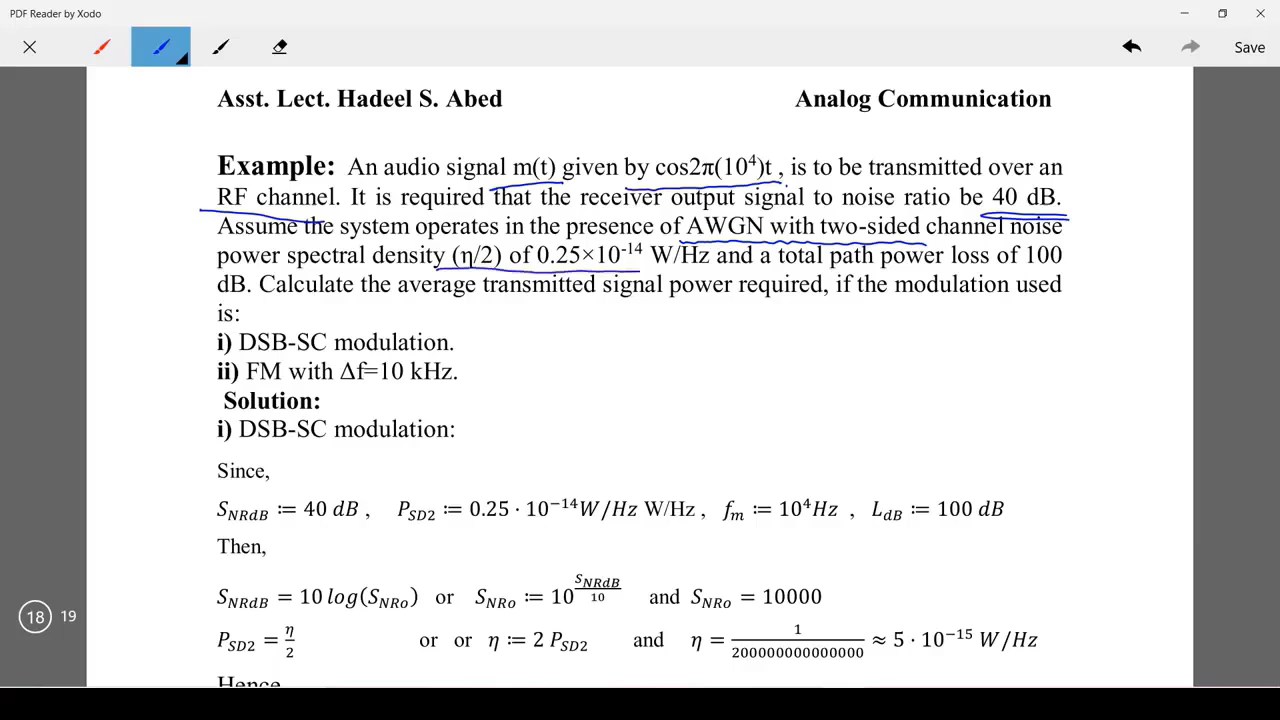 PDF Reader by Xodo
Save
Asst. Lect. Hadeel S. Abed Analog Communication
Example: An audio signal m(t) given by cos2π(10⁴)t , is to be transmitted over an
RF channel. It is required that the receiver output signal to noise ratio be 40 dB.
Assume the system operates in the presence of AWGN with two-sided channel noise
power spectral density (η/2) of 0.25×10⁻¹⁴ W/Hz and a total path power loss of 100
dB. Calculate the average transmitted signal power required, if the modulation used
is:
i) DSB-SC modulation.
ii) FM with Δf=10 kHz.
Solution:
i) DSB-SC modulation:
Since,
S_NRdB ≔ 40 dB , P_SD2 ≔ 0.25 · 10⁻¹⁴W/Hz W/Hz , f_m ≔ 10⁴Hz , L_dB ≔ 100 dB
Then,
S_NRdB = 10 log(S_NRo) or S_NRo ≔ 10^(S_NRdB/10) and S_NRo = 10000
P_SD2 = η/2 or or η ≔ 2 P_SD2 and η = 1/200000000000000 ≈ 5 · 10⁻¹⁵ W/Hz
18 19
Hence